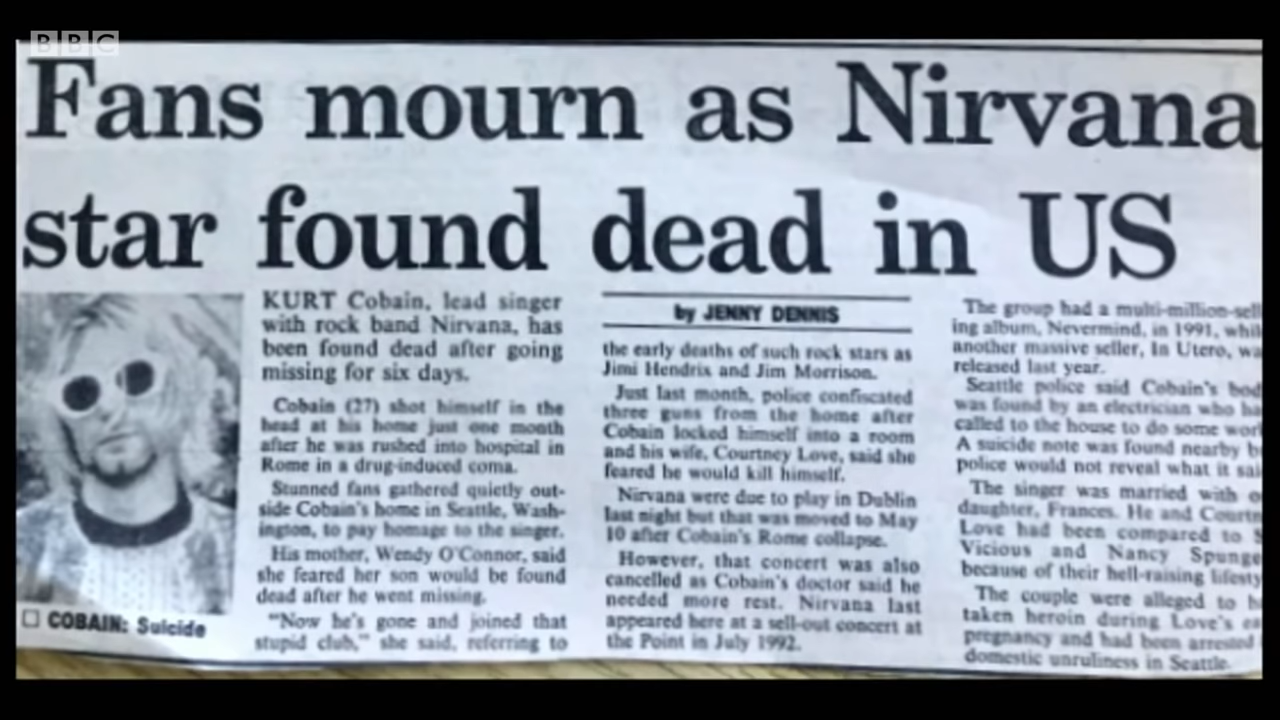 BBC
Fans mourn as Nirvana
star found dead in US
COBAIN: Suicide
KURT Cobain, lead singer
with rock band Nirvana, has
been found dead after going
missing for six days.
Cobain (27) shot himself in the
head at his home just one month
after he was rushed into hospital in
Rome in a drug-induced coma.
Stunned fans gathered quietly out-
side Cobain's home in Seattle, Wash-
ington, to pay homage to the singer.
His mother, Wendy O'Connor, said
she feared her son would be found
dead after he went missing.
"Now he's gone and joined that
stupid club," she said, referring to
by JENNY DENNIS
the early deaths of such rock stars as
Jimi Hendrix and Jim Morrison.
Just last month, police confiscated
three guns from the home after
Cobain locked himself into a room
and his wife, Courtney Love, said she
feared he would kill himself.
Nirvana were due to play in Dublin
last night but that was moved to May
10 after Cobain's Rome collapse.
However, that concert was also
cancelled as Cobain's doctor said he
needed more rest. Nirvana last
appeared here at a sell-out concert at
the Point in July 1992.
The group had a multi-million-sell
ing album, Nevermind, in 1991, whil
another massive seller, In Utero, wa
released last year.
Seattle police said Cobain's bod
was found by an electrician who ha
called to the house to do some wor
A suicide note was found nearby b
police would not reveal what it sai
The singer was married with o
daughter, Frances. He and Courtn
Love had been compared to S
Vicious and Nancy Spunge
because of their hell-raising lifesty
The couple were alleged to h
taken heroin during Love's ea
pregnancy and had been arrested
domestic unruliness in Seattle.